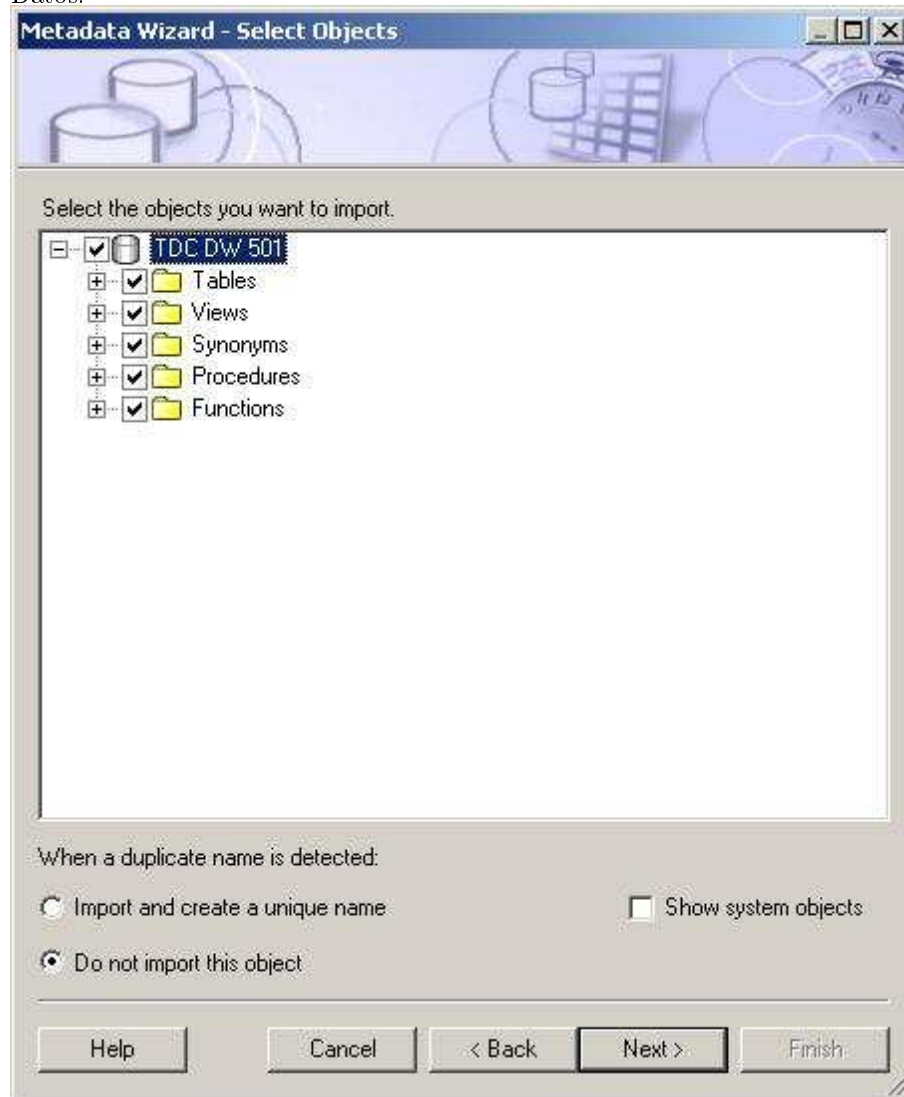 Datos.
Metadata Wizard - Select Objects
Select the objects you want to import.
TDC DW 501
Tables
Views
Synonyms
Procedures
Functions
When a duplicate name is detected:
Import and create a unique name
Show system objects
Do not import this object
Help
Cancel
< Back
Next >
Finish